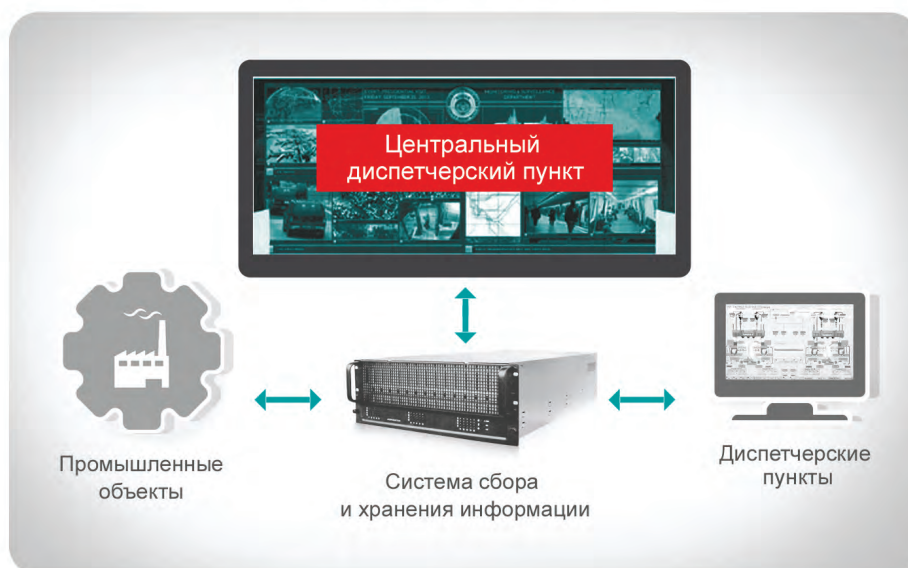 Центральный
диспетчерский пункт
Промышленные
объекты
Система сбора
и хранения информации
Диспетчерские
пункты